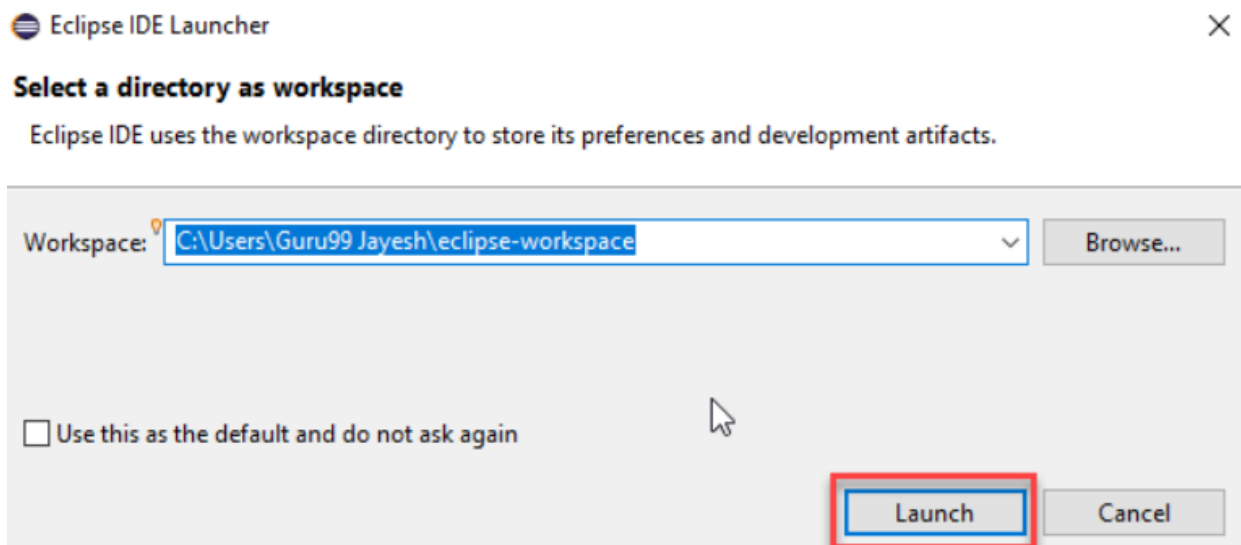 Eclipse IDE Launcher
Select a directory as workspace
Eclipse IDE uses the workspace directory to store its preferences and development artifacts.
Workspace: C:\Users\Guru99 Jayesh\eclipse-workspace Browse...
Use this as the default and do not ask again
Launch Cancel